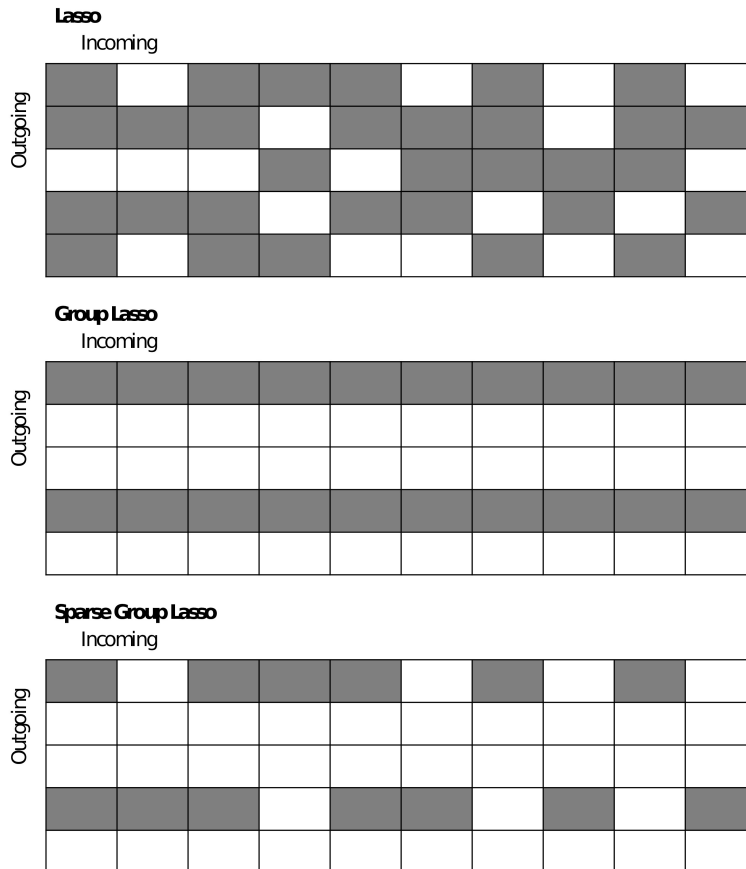 Lasso
Incoming
Outgoing
Group Lasso
Incoming
Outgoing
Sparse Group Lasso
Incoming
Outgoing